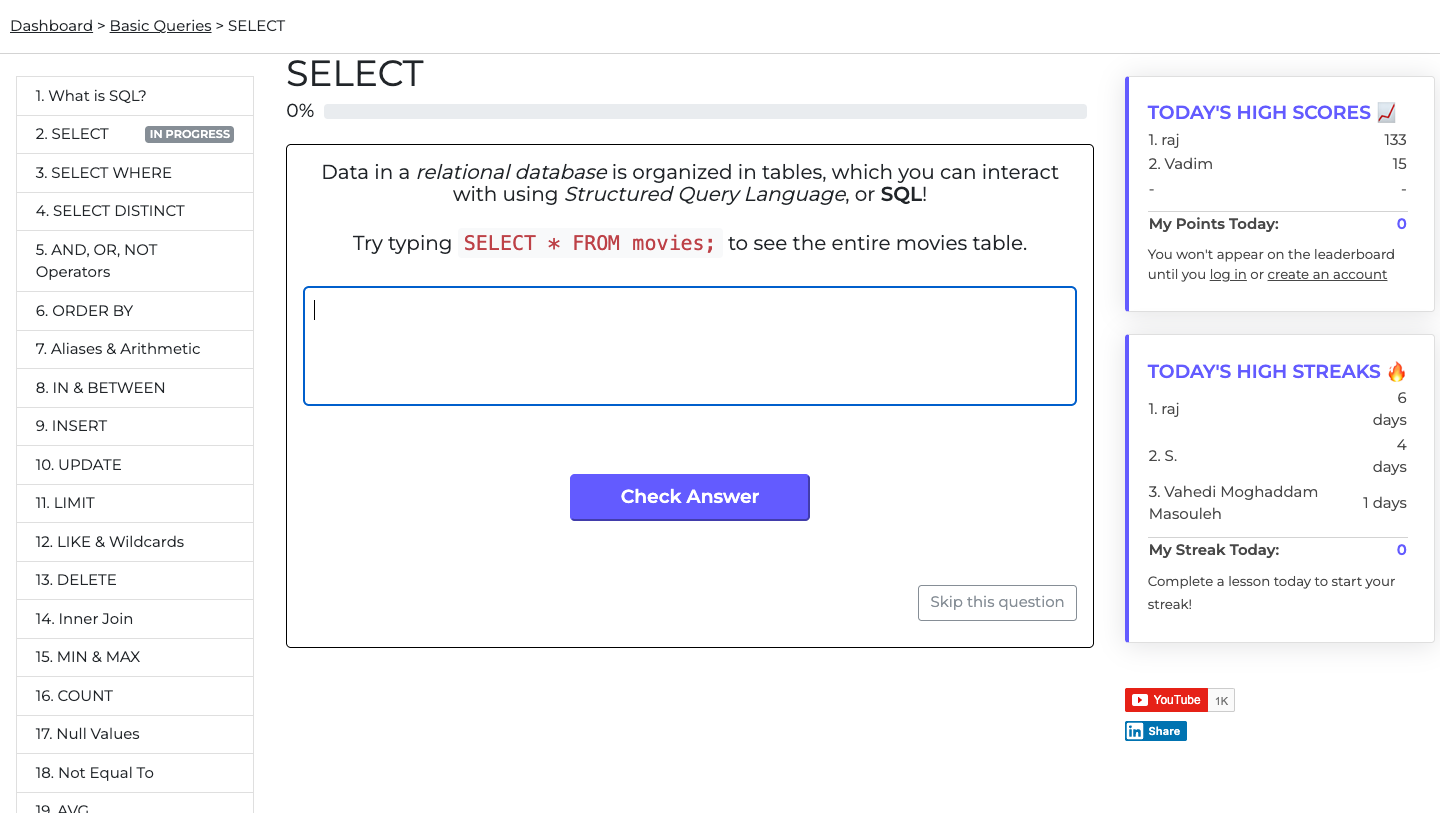 Dashboard > Basic Queries > SELECT
1. What is SQL?
2. SELECT IN PROGRESS
3. SELECT WHERE
4. SELECT DISTINCT
5. AND, OR, NOT
Operators
6. ORDER BY
7. Aliases & Arithmetic
8. IN & BETWEEN
9. INSERT
10. UPDATE
11. LIMIT
12. LIKE & Wildcards
13. DELETE
14. Inner Join
15. MIN & MAX
16. COUNT
17. Null Values
18. Not Equal To
19. AVG
SELECT
0%
Data in a relational database is organized in tables, which you can interact
with using Structured Query Language, or SQL!
Try typing SELECT * FROM movies; to see the entire movies table.
Check Answer
Skip this question
TODAY'S HIGH SCORES 📈
1. raj 133
2. Vadim 15
- -
My Points Today: 0
You won't appear on the leaderboard
until you log in or create an account
TODAY'S HIGH STREAKS 🔥
1. raj 6
days
2. S. 4
days
3. Vahedi Moghaddam
Masouleh 1 days
My Streak Today: 0
Complete a lesson today to start your
streak!
YouTube 1K
in Share